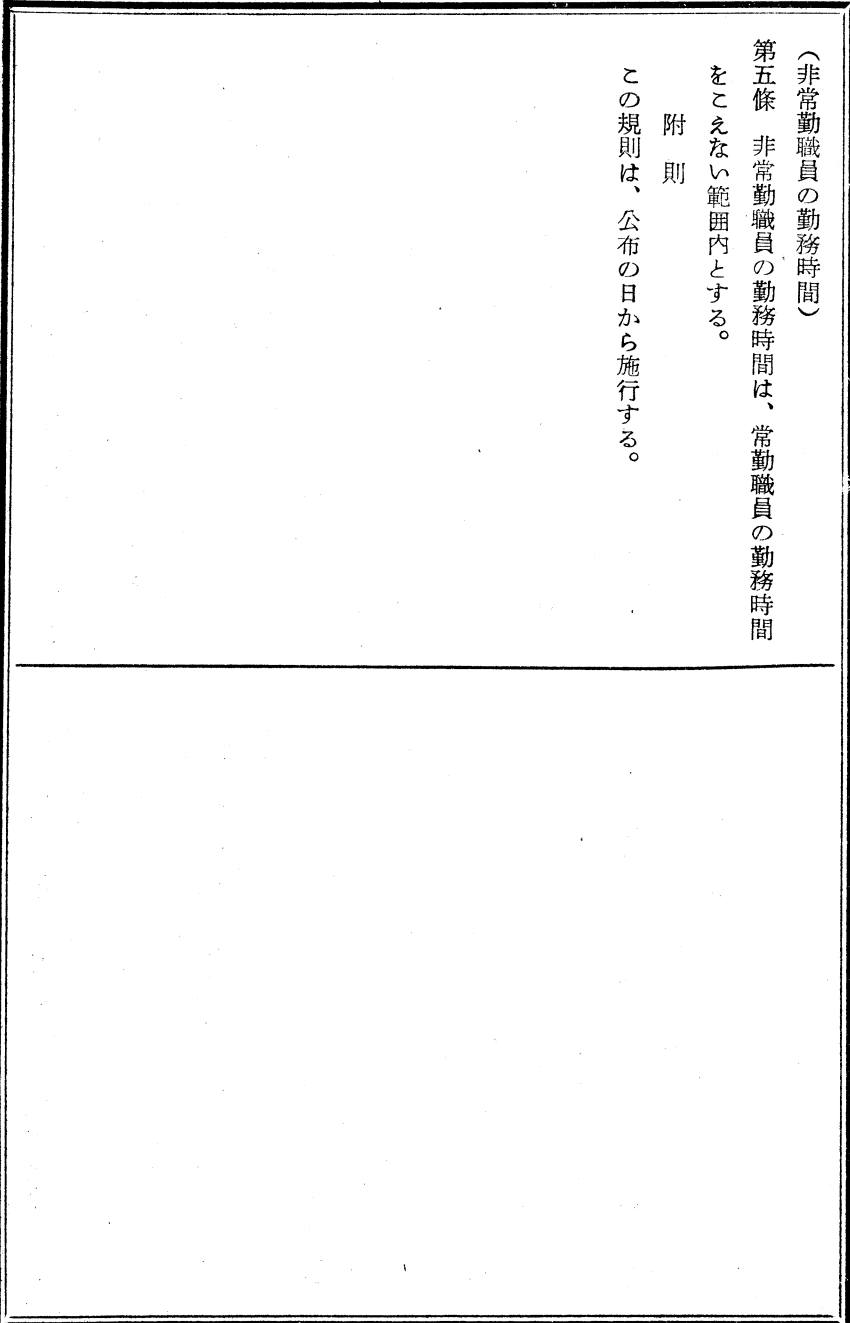 （非常勤職員の勤務時間）
第五條　非常勤職員の勤務時間は、常勤職員の勤務時間
をこえない範囲内とする。
附　則
この規則は、公布の日から施行する。